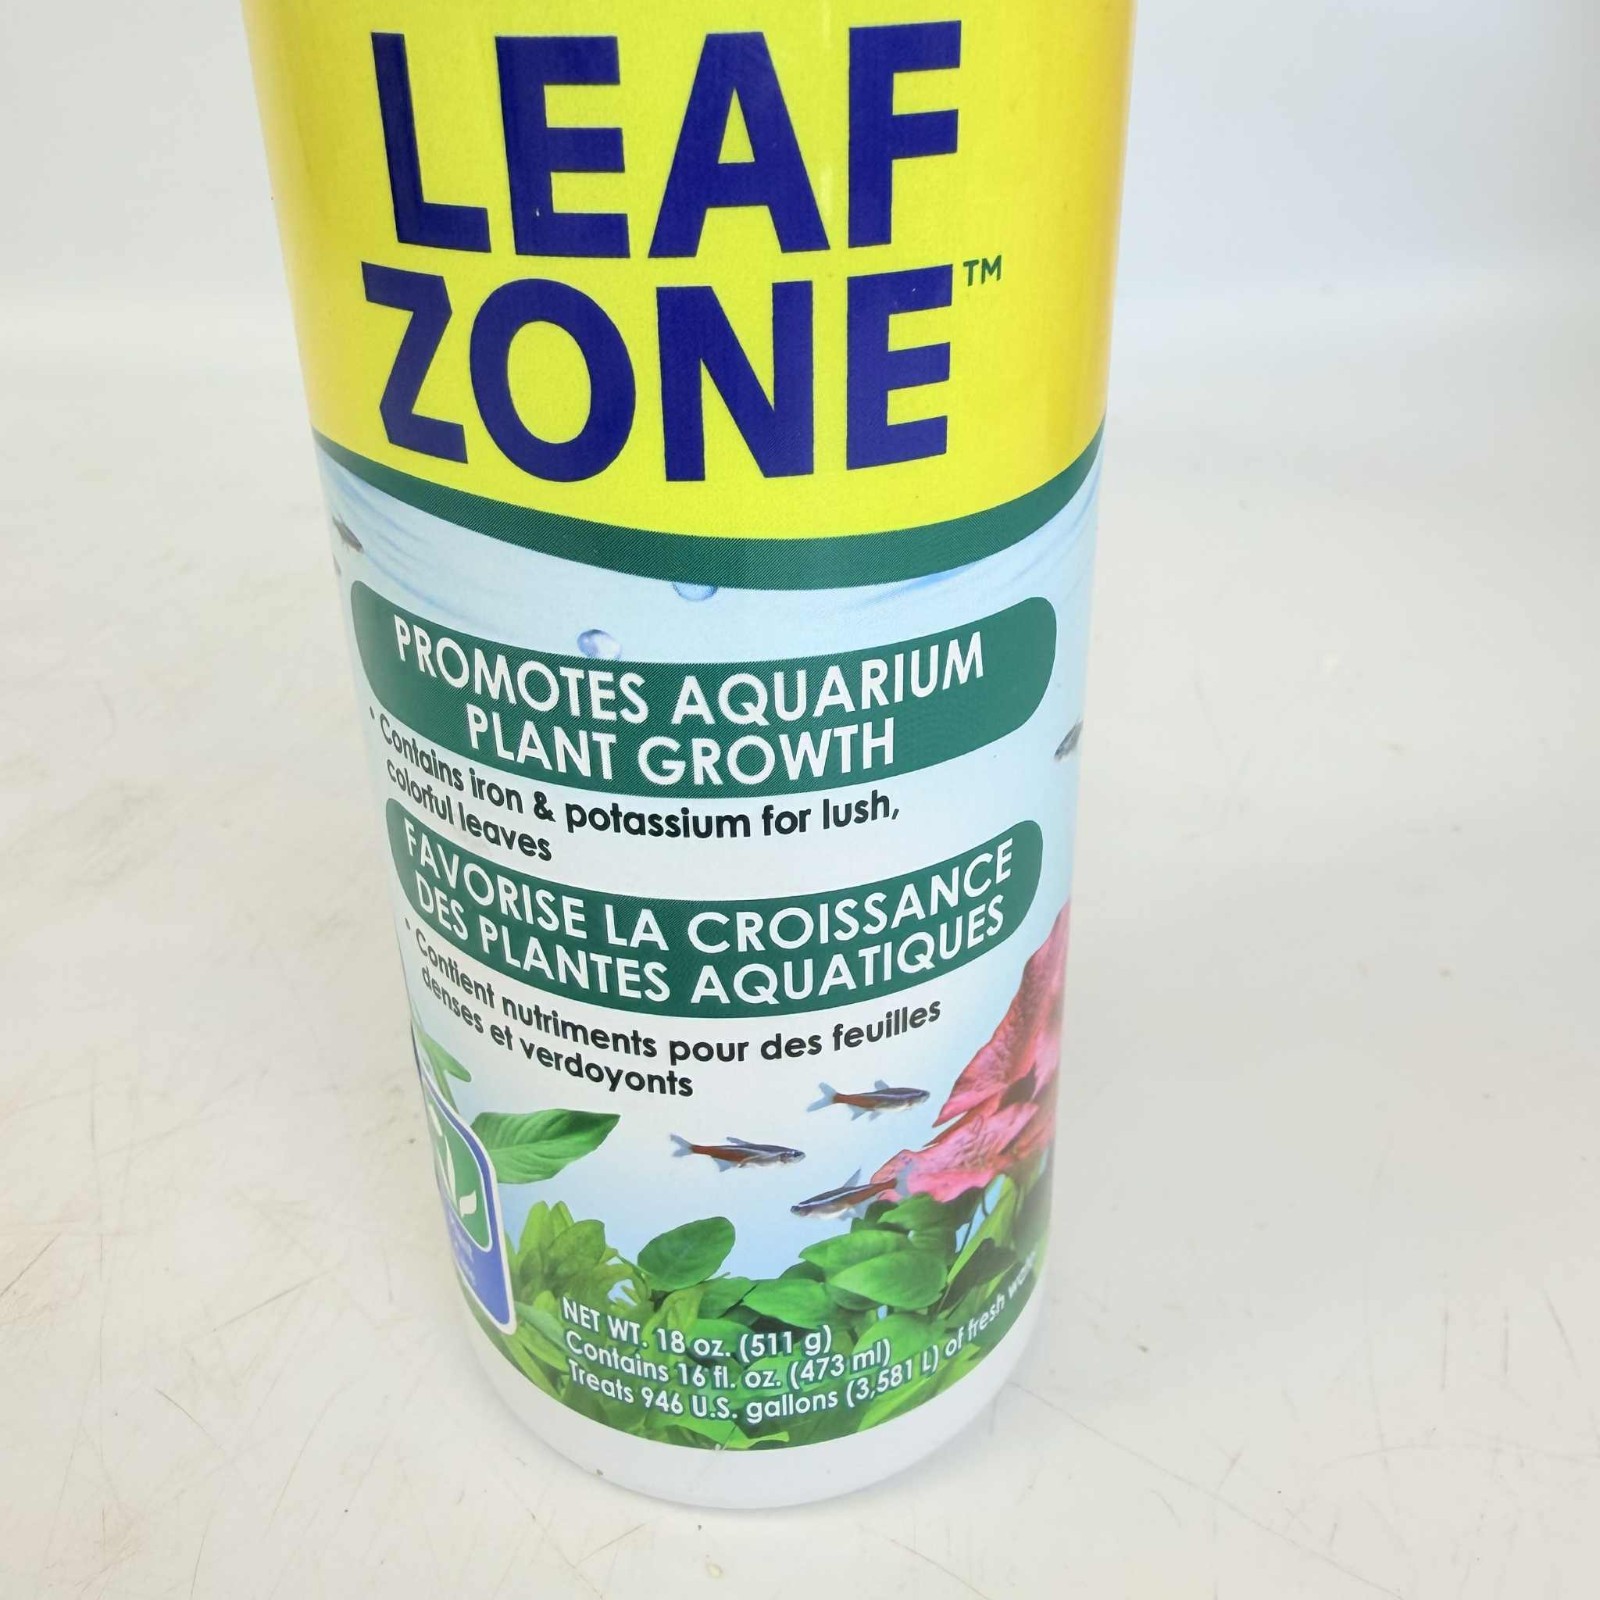 LEAF
ZONE™
PROMOTES AQUARIUM
PLANT GROWTH
• Contains iron & potassium for lush,
colorful leaves
FAVORISE LA CROISSANCE
DES PLANTES AQUATIQUES
• Contient nutriments pour des feuilles
denses et verdoyonts
NET WT. 18 oz. (511 g)
Contains 16 fl. oz. (473 ml)
Treats 946 U.S. gallons (3,581 L) of fresh water